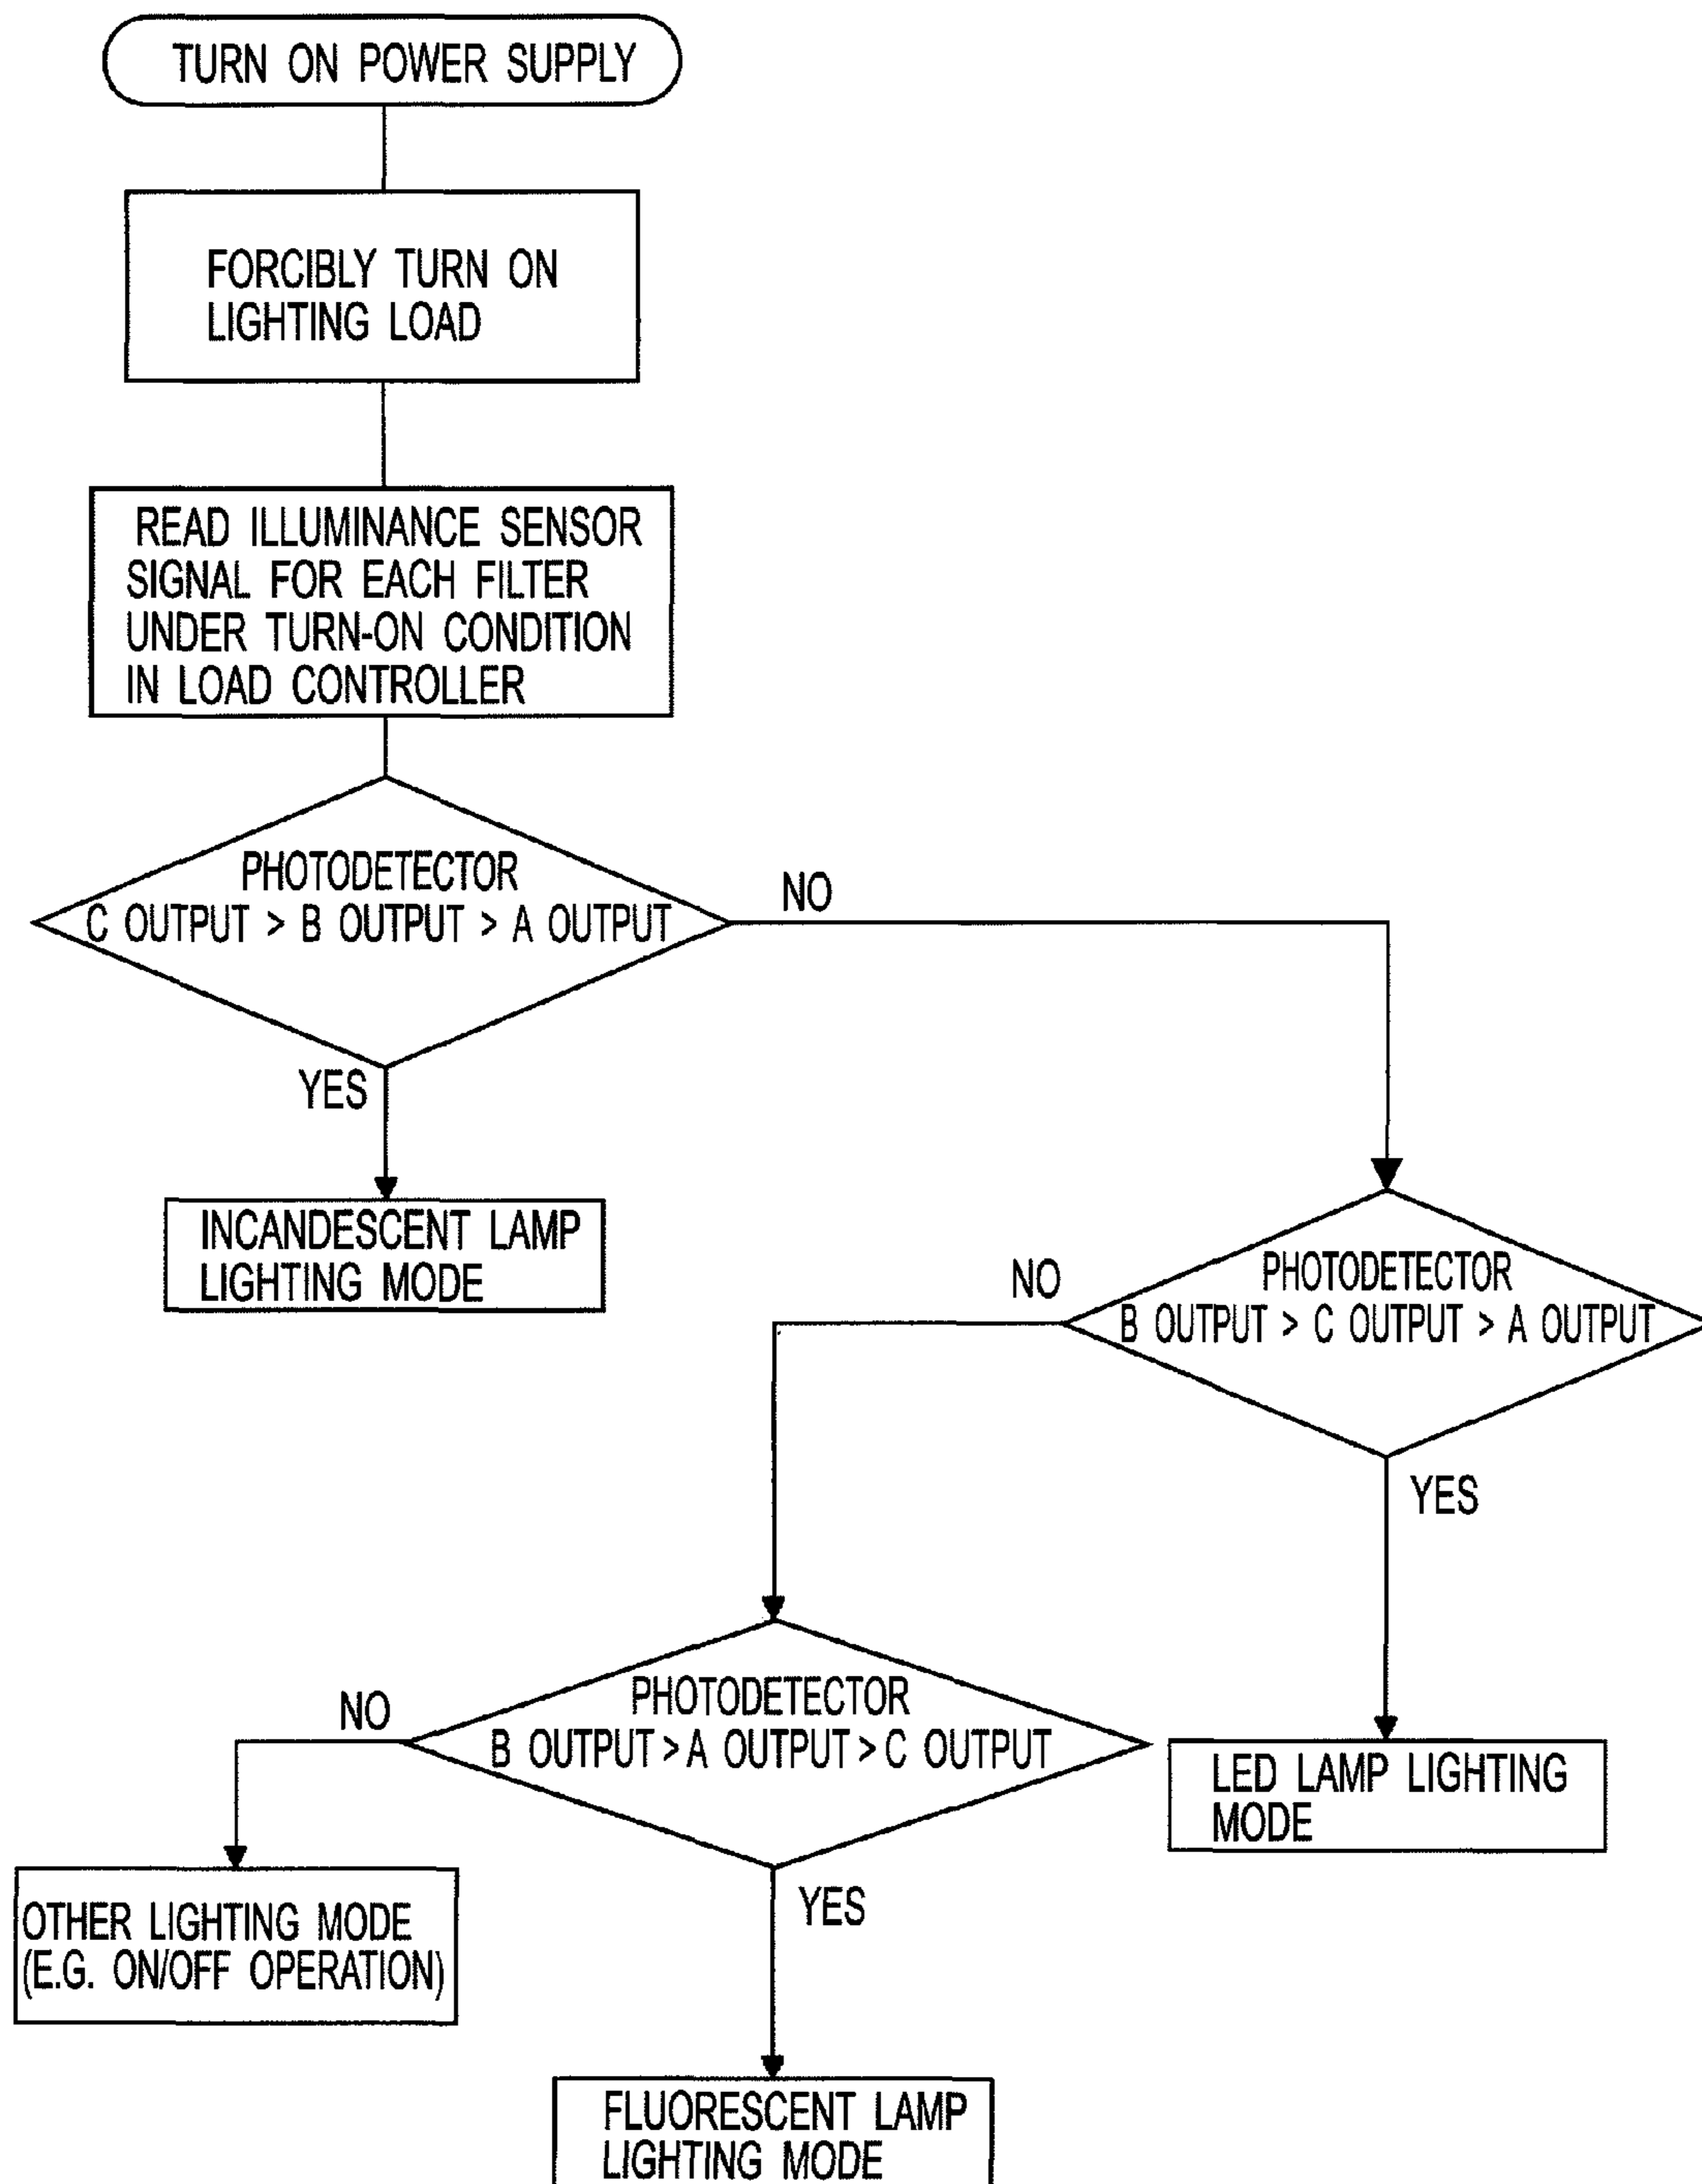 TURN ON POWER SUPPLY
FORCIBLY TURN ON
LIGHTING LOAD
READ ILLUMINANCE SENSOR
SIGNAL FOR EACH FILTER
UNDER TURN-ON CONDITION
IN LOAD CONTROLLER
PHOTODETECTOR
C OUTPUT > B OUTPUT > A OUTPUT
NO
YES
INCANDESCENT LAMP
LIGHTING MODE
PHOTODETECTOR
B OUTPUT > C OUTPUT > A OUTPUT
NO
YES
PHOTODETECTOR
B OUTPUT > A OUTPUT > C OUTPUT
NO
YES
LED LAMP LIGHTING
MODE
OTHER LIGHTING MODE
(E.G. ON/OFF OPERATION)
FLUORESCENT LAMP
LIGHTING MODE